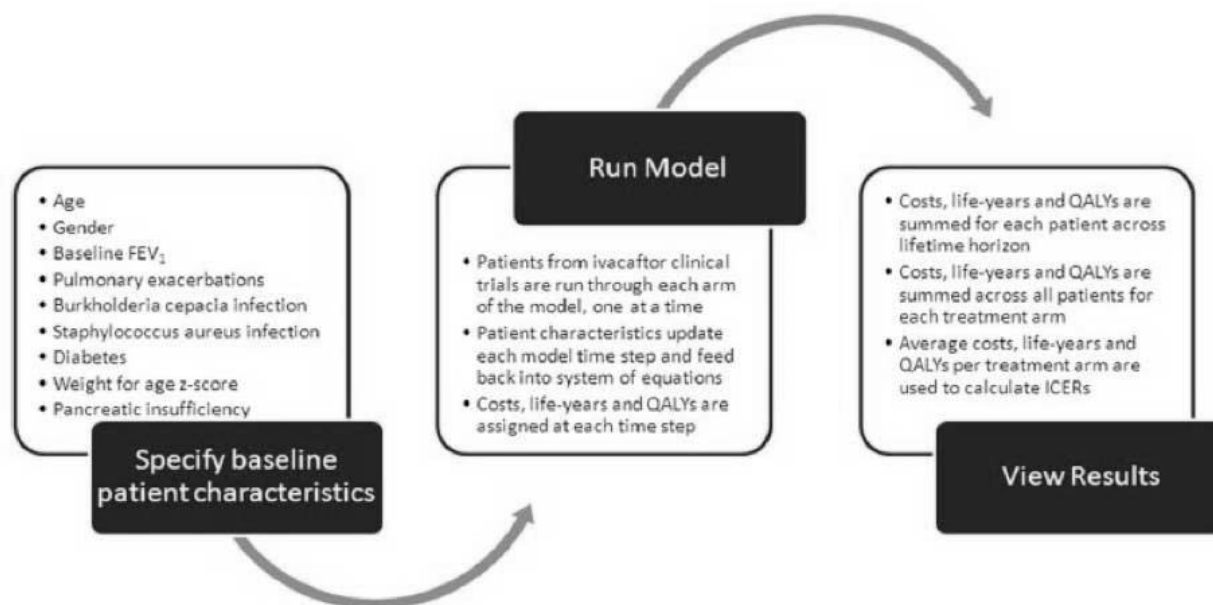 • Age
• Gender
• Baseline FEV₁
• Pulmonary exacerbations
• Burkholderia cepacia infection
• Staphylococcus aureus infection
• Diabetes
• Weight for age z-score
• Pancreatic insufficiency
Specify baseline
patient characteristics
Run Model
• Patients from ivacaftor clinical
trials are run through each arm
of the model, one at a time
• Patient characteristics update
each model time step and feed
back into system of equations
• Costs, life-years and QALYs are
assigned at each time step
• Costs, life-years and QALYs are
summed for each patient across
lifetime horizon
• Costs, life-years and QALYs are
summed across all patients for
each treatment arm
• Average costs, life-years and
QALYs per treatment arm are
used to calculate ICERs
View Results